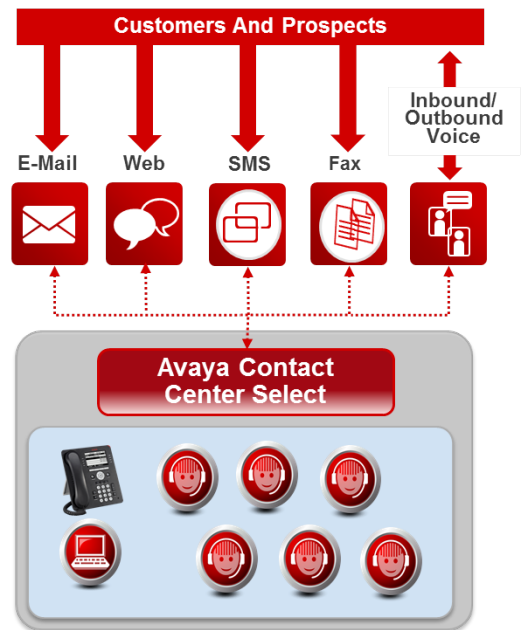 Customers And Prospects
Inbound/
Outbound
Voice
E-Mail
Web
SMS
Fax
Avaya Contact
Center Select